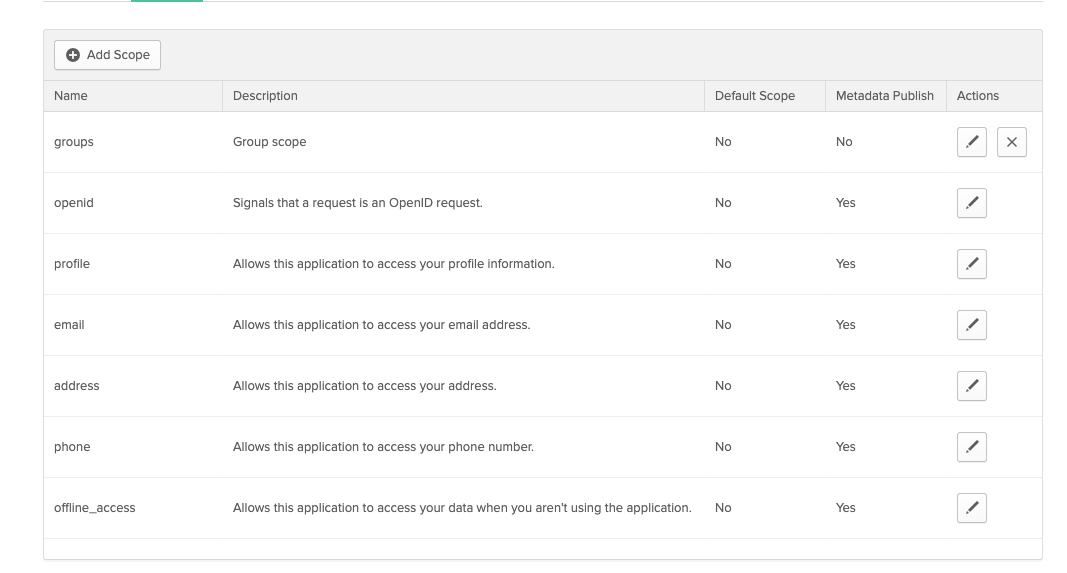 Add Scope
Name Description Default Scope Metadata Publish Actions
groups Group scope No No
openid Signals that a request is an OpenID request. No Yes
profile Allows this application to access your profile information. No Yes
email Allows this application to access your email address. No Yes
address Allows this application to access your address. No Yes
phone Allows this application to access your phone number. No Yes
offline_access Allows this application to access your data when you aren't using the application. No Yes